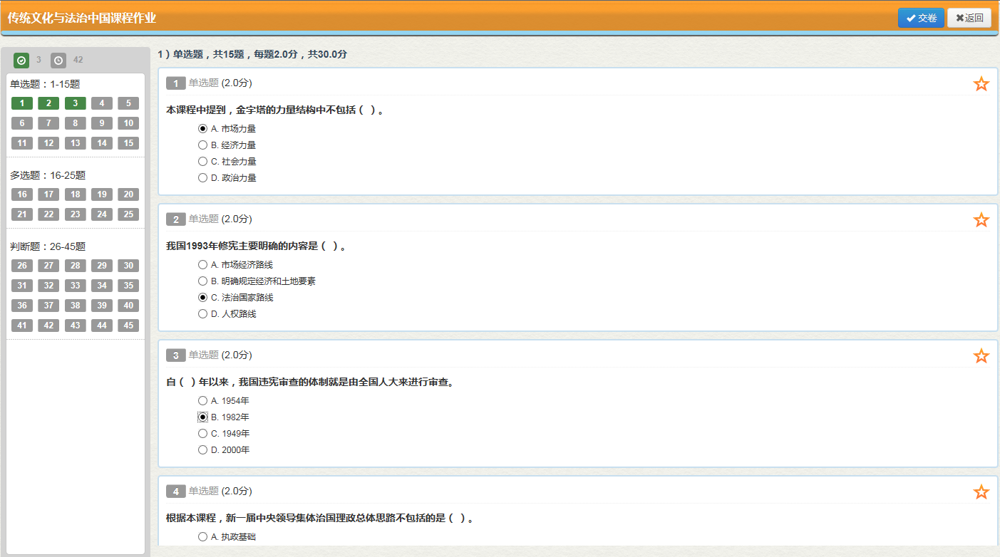 传统文化与法治中国课程作业
交卷 返回
3 42
单选题：1-15题
1 2 3 4 5
6 7 8 9 10
11 12 13 14 15
多选题：16-25题
16 17 18 19 20
21 22 23 24 25
判断题：26-45题
26 27 28 29 30
31 32 33 34 35
36 37 38 39 40
41 42 43 44 45
1）单选题，共15题，每题2.0分，共30.0分
1 单选题 (2.0分)
本课程中提到，金字塔的力量结构中不包括（ ）。
A. 市场力量
B. 经济力量
C. 社会力量
D. 政治力量
2 单选题 (2.0分)
我国1993年修宪主要明确的内容是（ ）。
A. 市场经济路线
B. 明确规定经济和土地要素
C. 法治国家路线
D. 人权路线
3 单选题 (2.0分)
自（ ）年以来，我国违宪审查的体制就是由全国人大来进行审查。
A. 1954年
B. 1982年
C. 1949年
D. 2000年
4 单选题 (2.0分)
根据本课程，新一届中央领导集体治国理政总体思路不包括的是（ ）。
A. 执政基础